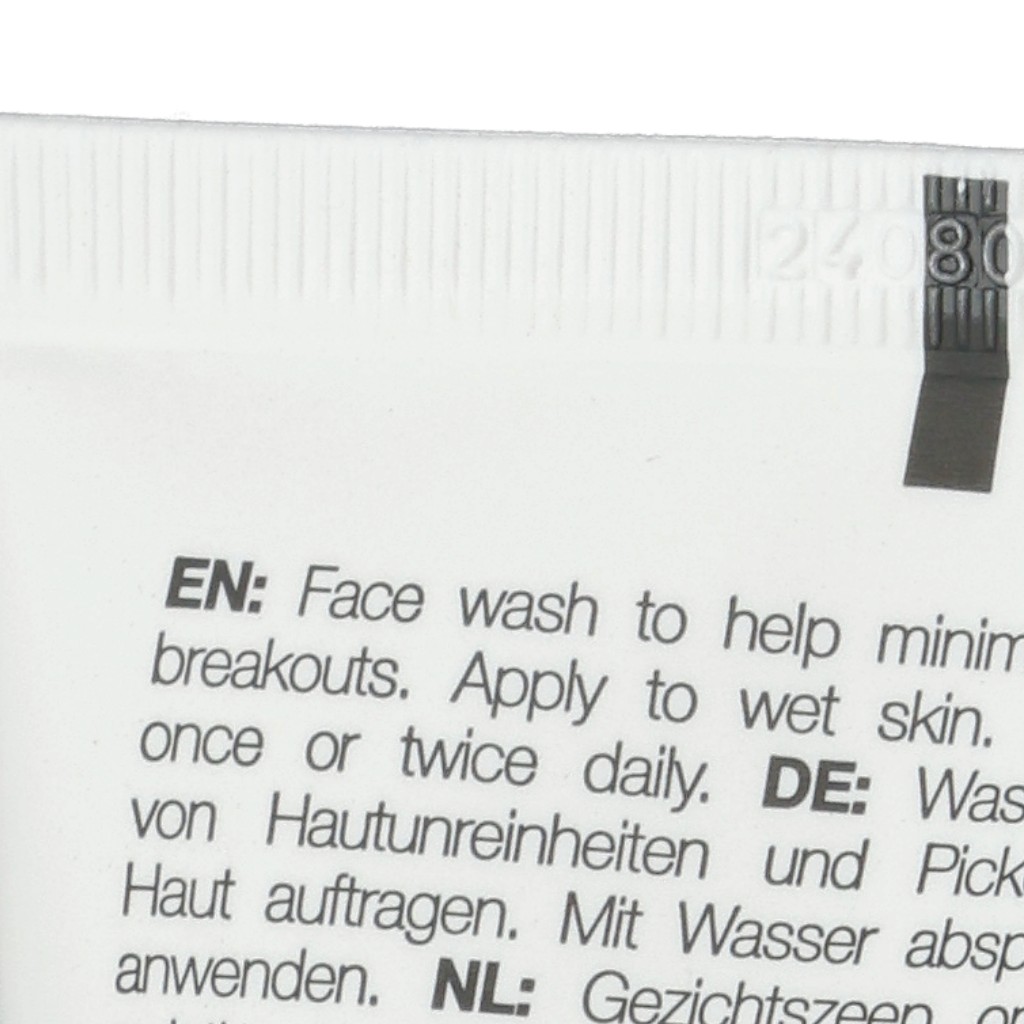 24080
EN: Face wash to help minim
breakouts. Apply to wet skin.
once or twice daily. DE: Was
von Hautunreinheiten und Pick
Haut auftragen. Mit Wasser absp
anwenden. NL: Gezichtszeep